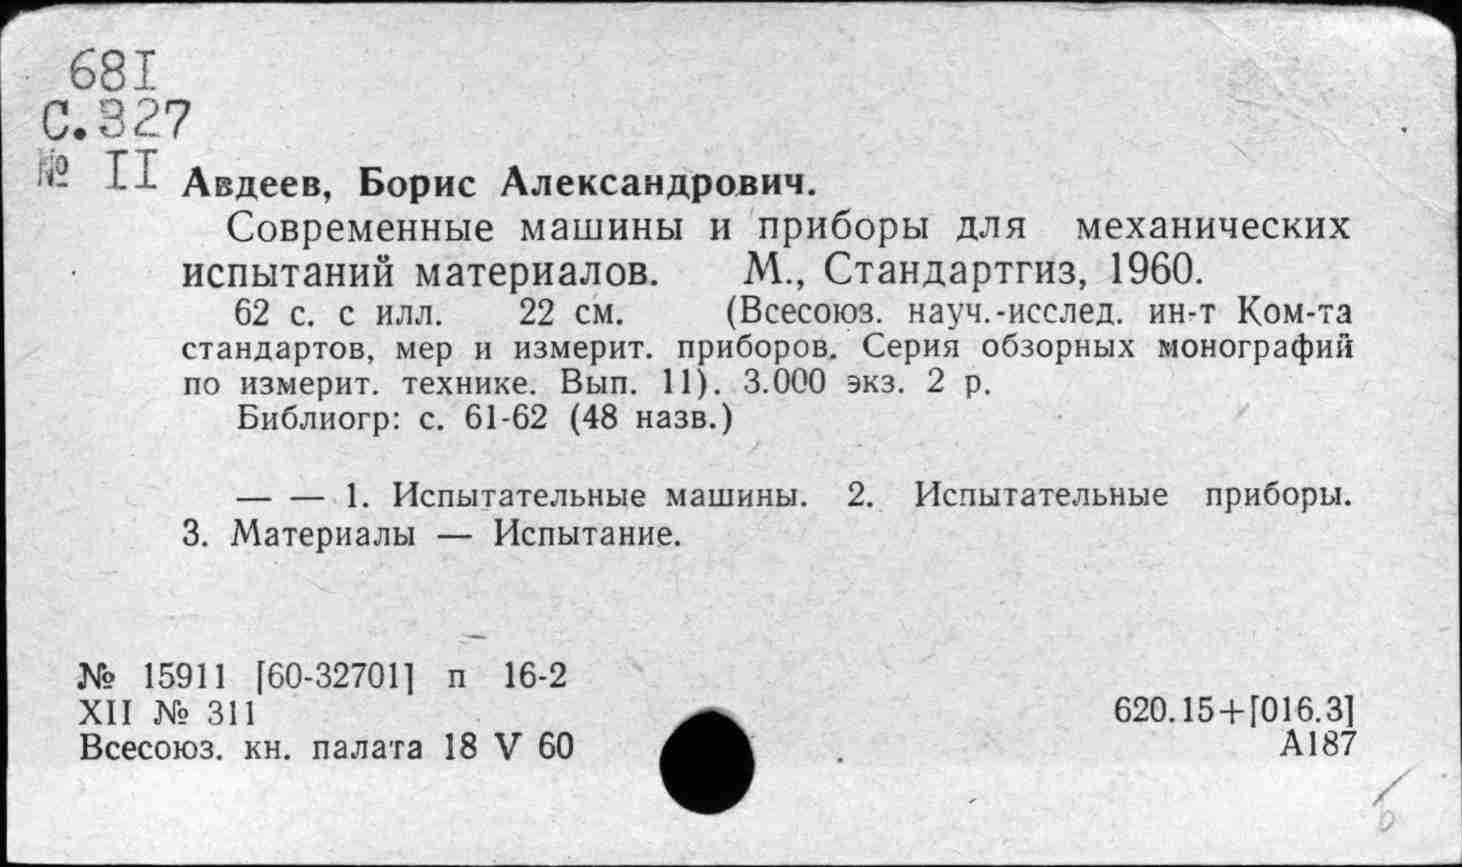 68I
С.327
№ II
Авдеев, Борис Александрович.
Современные машины и приборы для механических
испытаний материалов. М., Стандартгиз, 1960.
62 с. с илл. 22 см. (Всесоюз. науч.-исслед. ин-т Ком-та
стандартов, мер и измерит. приборов. Серия обзорных монографий
по измерит. технике. Вып. 11). 3.000 экз. 2 р.
Библиогр: с. 61-62 (48 назв.)
— — 1. Испытательные машины. 2. Испытательные приборы.
3. Материалы — Испытание.
№ 15911 [60-32701] п 16-2
XII № 311
Всесоюз. кн. палата 18 V 60
620.15+[016.3]
А187